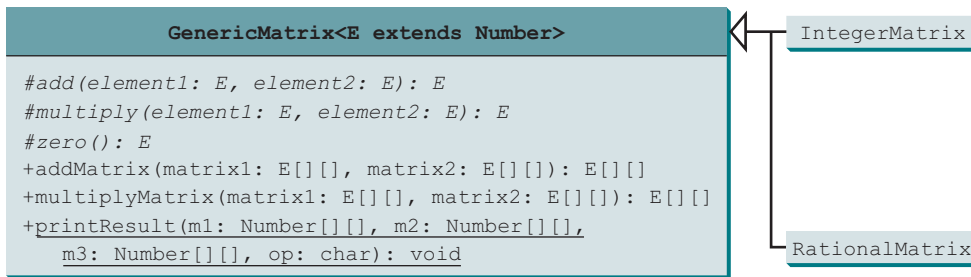 GenericMatrix<E extends Number>
IntegerMatrix
#add(element1: E, element2: E): E
#multiply(element1: E, element2: E): E
#zero(): E
+addMatrix(matrix1: E[][], matrix2: E[][]): E[][]
+multiplyMatrix(matrix1: E[][], matrix2: E[][]): E[][]
+printResult(m1: Number[][], m2: Number[][],
m3: Number[][], op: char): void
RationalMatrix